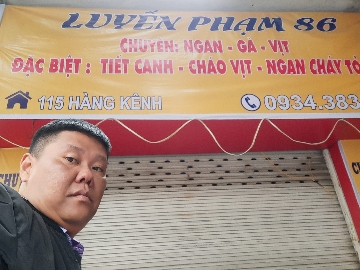 LUYẾN PHẠM 86
CHUYÊN: NGAN - GÀ - VỊT
ĐẶC BIỆT : TIẾT CANH - CHÁO VỊT - NGAN CHÁY TỎ
115 HÀNG KÊNH
0934.383